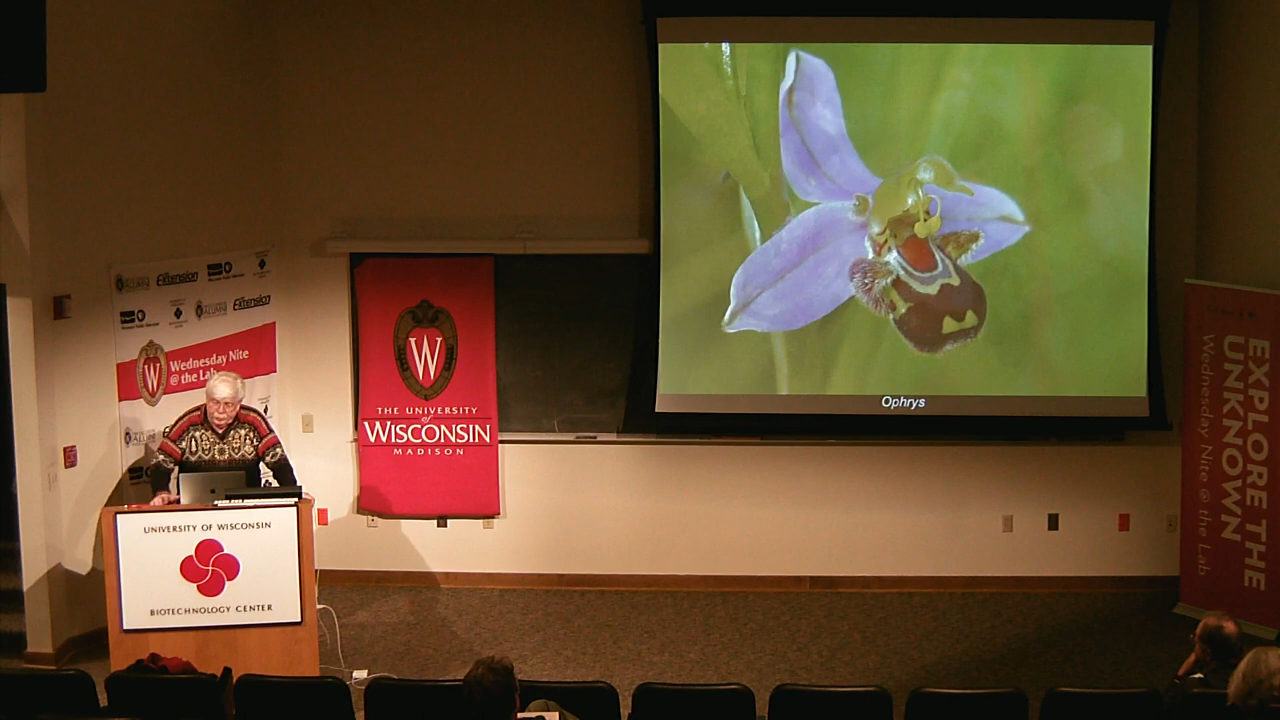 Ophrys
Extension
Extension
W
Wednesday Nite
@ the Lab
W
THE UNIVERSITY
of
WISCONSIN
MADISON
UNIVERSITY OF WISCONSIN
BIOTECHNOLOGY CENTER
EXPLORE THE
UNKNOWN
Wednesday Nite @ the Lab